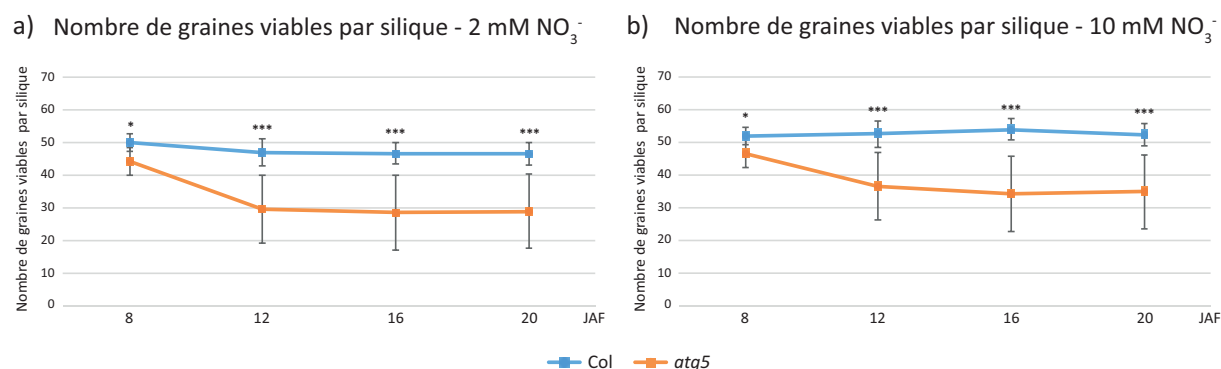 a) Nombre de graines viables par silique - 2 mM NO3-
Nombre de graines viables par silique
70
60
50
40
30
20
10
0
* *** *** ***
8 12 16 20 JAF
b) Nombre de graines viables par silique - 10 mM NO3-
Nombre de graines viables par silique
70
60
50
40
30
20
10
0
* *** *** ***
8 12 16 20 JAF
Col atg5